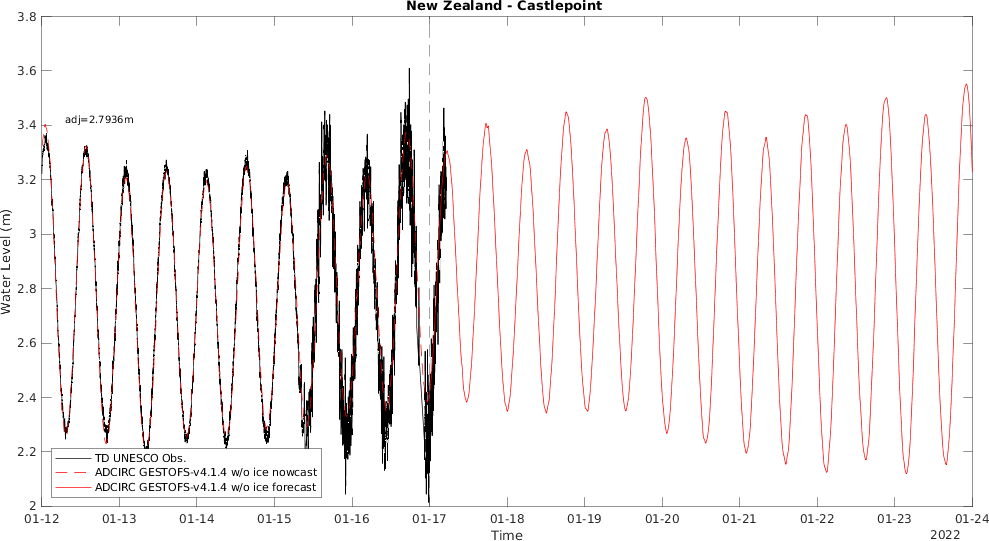 New Zealand - Castlepoint
3.8
3.6
3.4
3.2
3
2.8
2.6
2.4
2.2
2
Water Level (m)
adj=2.7936m
TD UNESCO Obs.
ADCIRC GESTOFS-v4.1.4 w/o ice nowcast
ADCIRC GESTOFS-v4.1.4 w/o ice forecast
01-12 01-13 01-14 01-15 01-16 01-17 01-18 01-19 01-20 01-21 01-22 01-23 01-24
Time
2022